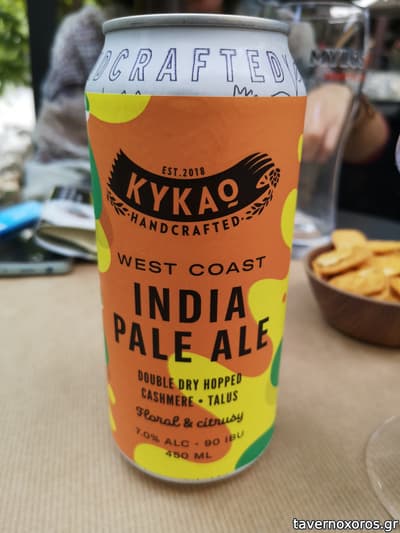 DCRAFTED
EST. 2018
KYKAO
·HANDCRAFTED·
WEST COAST
INDIA
PALE ALE
DOUBLE DRY HOPPED
CASHMERE • TALUS
Floral & citrusy
7.0% ALC - 90 IBU
450 ML
tavernoxoros.gr